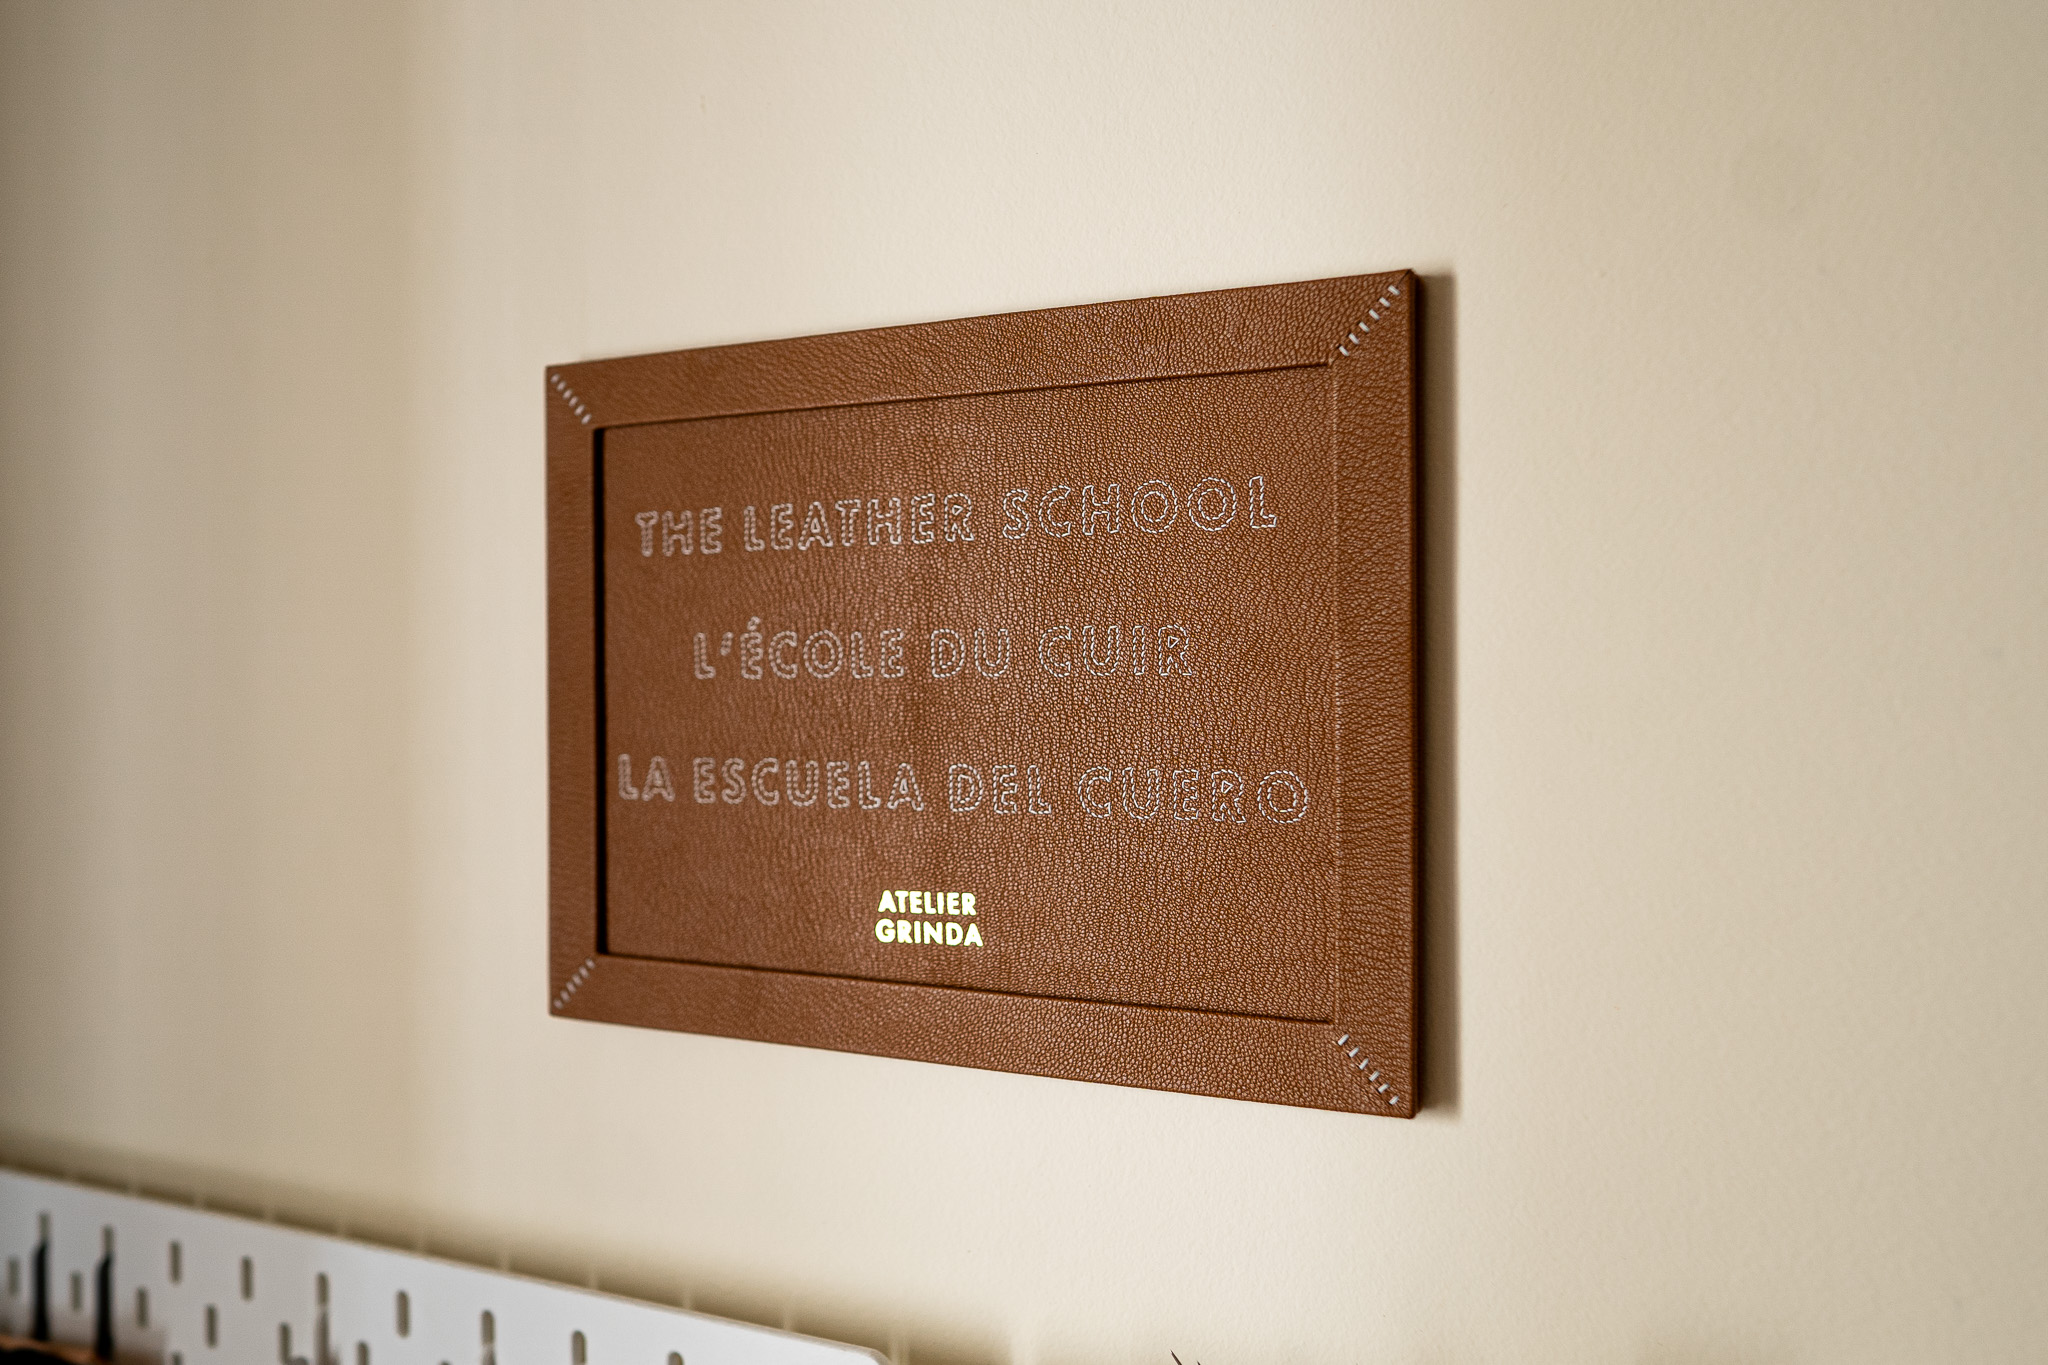 THE LEATHER SCHOOL
L'ÉCOLE DU CUIR
LA ESCUELA DEL CUERO
ATELIER
GRINDA